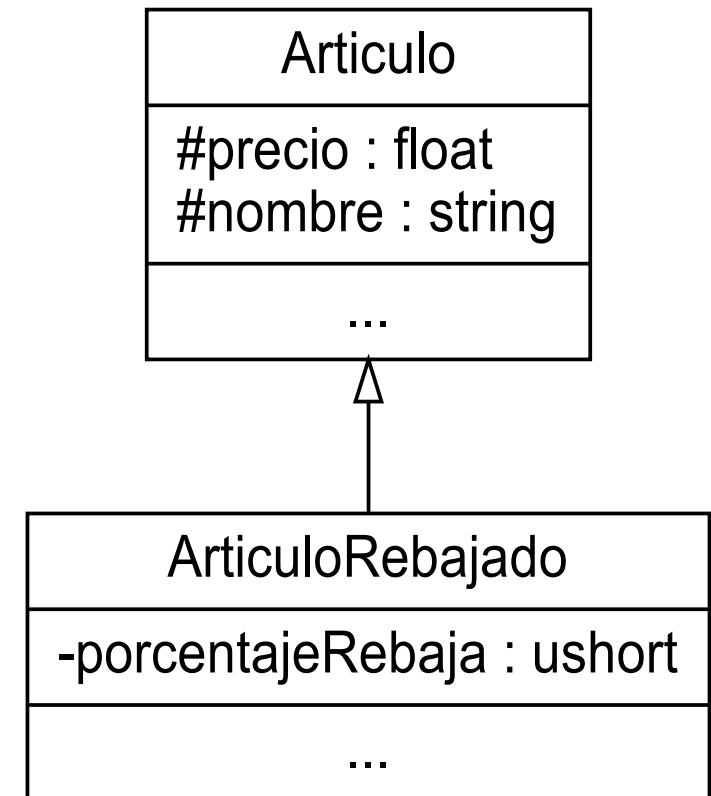 Articulo
#precio : float
#nombre : string
...
ArticuloRebajado
-porcentajeRebaja : ushort
...